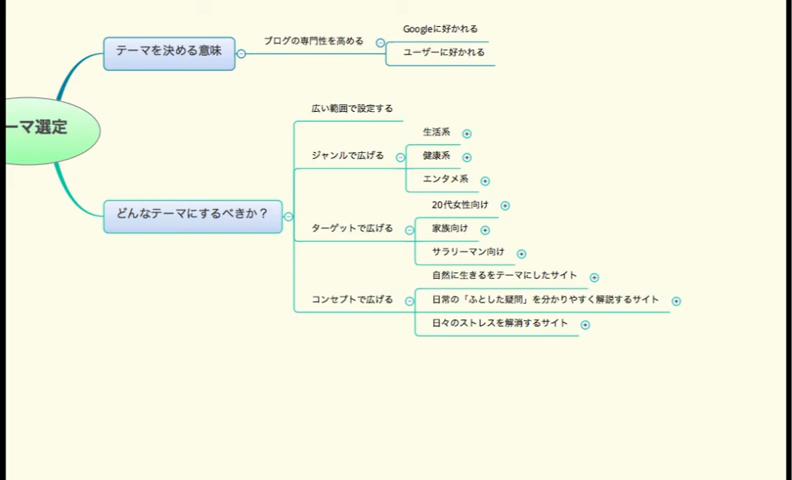 ーマ選定
テーマを決める意味
ブログの専門性を高める
Googleに好かれる
ユーザーに好かれる
どんなテーマにするべきか？
広い範囲で設定する
ジャンルで広げる
生活系
健康系
エンタメ系
ターゲットで広げる
20代女性向け
家族向け
サラリーマン向け
コンセプトで広げる
自然に生きるをテーマにしたサイト
日常の「ふとした疑問」を分かりやすく解説するサイト
日々のストレスを解消するサイト